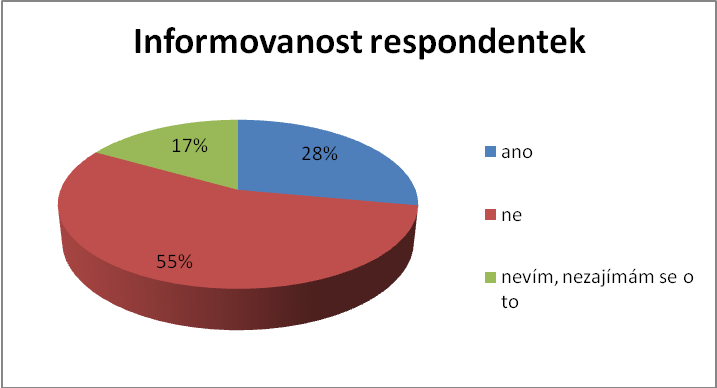 Informovanost respondentek
17%
28%
55%
ano
ne
nevím, nezajímám se o
to